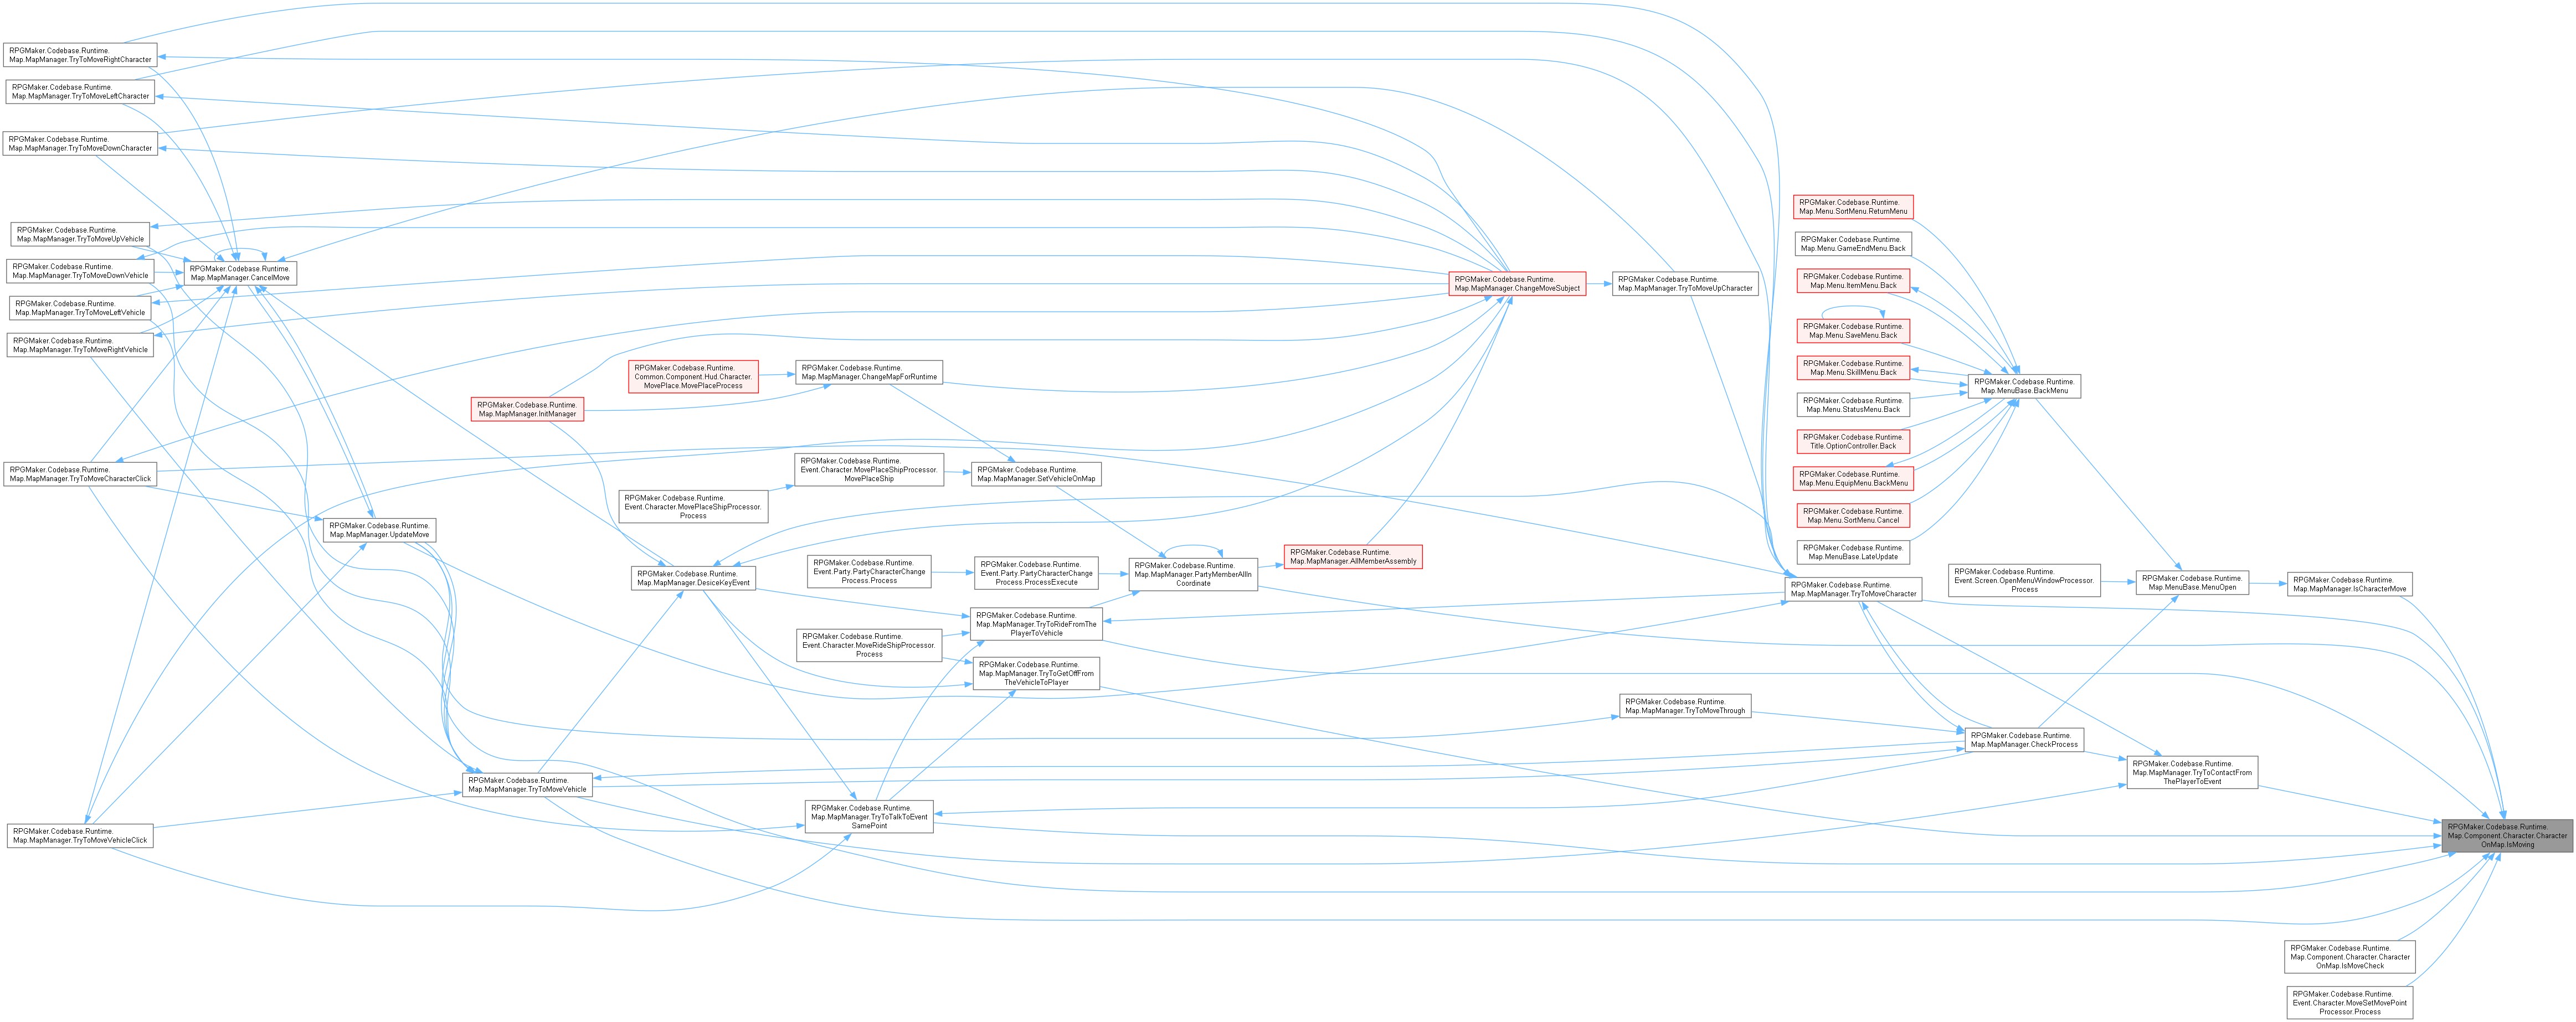 RPGMaker.Codebase.Runtime.
Map.MapManager.TryToMoveRightCharacter
RPGMaker.Codebase.Runtime.
Map.MapManager.TryToMoveLeftCharacter
RPGMaker.Codebase.Runtime.
Map.MapManager.TryToMoveDownCharacter
RPGMaker.Codebase.Runtime.
Map.MapManager.TryToMoveUpVehicle
RPGMaker.Codebase.Runtime.
Map.MapManager.TryToMoveDownVehicle
RPGMaker.Codebase.Runtime.
Map.MapManager.TryToMoveLeftVehicle
RPGMaker.Codebase.Runtime.
Map.MapManager.TryToMoveRightVehicle
RPGMaker.Codebase.Runtime.
Map.MapManager.TryToMoveCharacterClick
RPGMaker.Codebase.Runtime.
Map.MapManager.TryToMoveVehicleClick
RPGMaker.Codebase.Runtime.
Map.MapManager.CancelMove
RPGMaker.Codebase.Runtime.
Map.MapManager.UpdateMove
RPGMaker.Codebase.Runtime.
Map.MapManager.InitManager
RPGMaker.Codebase.Runtime.
Map.MapManager.TryToMoveVehicle
RPGMaker.Codebase.Runtime.
Common.Component.Hud.Character.
MovePlace.MovePlaceProcess
RPGMaker.Codebase.Runtime.
Event.Character.MovePlaceShipProcessor.
Process
RPGMaker.Codebase.Runtime.
Map.MapManager.DesiceKeyEvent
RPGMaker.Codebase.Runtime.
Map.MapManager.ChangeMapForRuntime
RPGMaker.Codebase.Runtime.
Event.Character.MovePlaceShipProcessor.
MovePlaceShip
RPGMaker.Codebase.Runtime.
Event.Party.PartyCharacterChange
Process.Process
RPGMaker.Codebase.Runtime.
Event.Character.MoveRideShipProcessor.
Process
RPGMaker.Codebase.Runtime.
Map.MapManager.TryToTalkToEvent
SamePoint
RPGMaker.Codebase.Runtime.
Map.MapManager.SetVehicleOnMap
RPGMaker.Codebase.Runtime.
Event.Party.PartyCharacterChange
Process.ProcessExecute
RPGMaker.Codebase.Runtime.
Map.MapManager.TryToRideFromThe
PlayerToVehicle
RPGMaker.Codebase.Runtime.
Map.MapManager.TryToGetOffFrom
TheVehicleToPlayer
RPGMaker.Codebase.Runtime.
Map.MapManager.PartyMemberAllIn
Coordinate
RPGMaker.Codebase.Runtime.
Map.MapManager.AllMemberAssembly
RPGMaker.Codebase.Runtime.
Map.MapManager.ChangeMoveSubject
RPGMaker.Codebase.Runtime.
Map.MapManager.TryToMoveUpCharacter
RPGMaker.Codebase.Runtime.
Map.MapManager.TryToMoveThrough
RPGMaker.Codebase.Runtime.
Map.Menu.SortMenu.ReturnMenu
RPGMaker.Codebase.Runtime.
Map.Menu.GameEndMenu.Back
RPGMaker.Codebase.Runtime.
Map.Menu.ItemMenu.Back
RPGMaker.Codebase.Runtime.
Map.Menu.SaveMenu.Back
RPGMaker.Codebase.Runtime.
Map.Menu.SkillMenu.Back
RPGMaker.Codebase.Runtime.
Map.Menu.StatusMenu.Back
RPGMaker.Codebase.Runtime.
Title.OptionController.Back
RPGMaker.Codebase.Runtime.
Map.Menu.EquipMenu.BackMenu
RPGMaker.Codebase.Runtime.
Map.Menu.SortMenu.Cancel
RPGMaker.Codebase.Runtime.
Map.MenuBase.LateUpdate
RPGMaker.Codebase.Runtime.
Map.MapManager.TryToMoveCharacter
RPGMaker.Codebase.Runtime.
Map.MenuBase.BackMenu
RPGMaker.Codebase.Runtime.
Event.Screen.OpenMenuWindowProcessor.
Process
RPGMaker.Codebase.Runtime.
Map.MapManager.CheckProcess
RPGMaker.Codebase.Runtime.
Map.MenuBase.MenuOpen
RPGMaker.Codebase.Runtime.
Map.MapManager.TryToContactFrom
ThePlayerToEvent
RPGMaker.Codebase.Runtime.
Map.MapManager.IsCharacterMove
RPGMaker.Codebase.Runtime.
Map.Component.Character.Character
OnMap.IsMoveCheck
RPGMaker.Codebase.Runtime.
Event.Character.MoveSetMovePoint
Processor.Process
RPGMaker.Codebase.Runtime.
Map.Component.Character.Character
OnMap.IsMoving